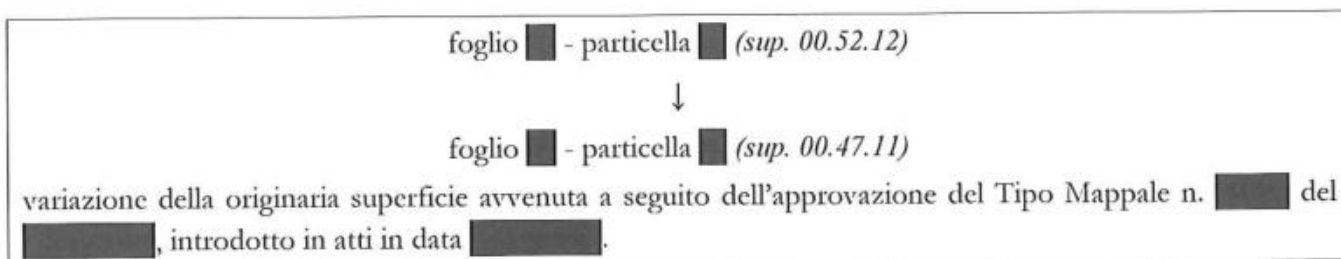 foglio - particella (sup. 00.52.12)
↓
foglio - particella (sup. 00.47.11)
variazione della originaria superficie avvenuta a seguito dell'approvazione del Tipo Mappale n. del
, introdotto in atti in data .